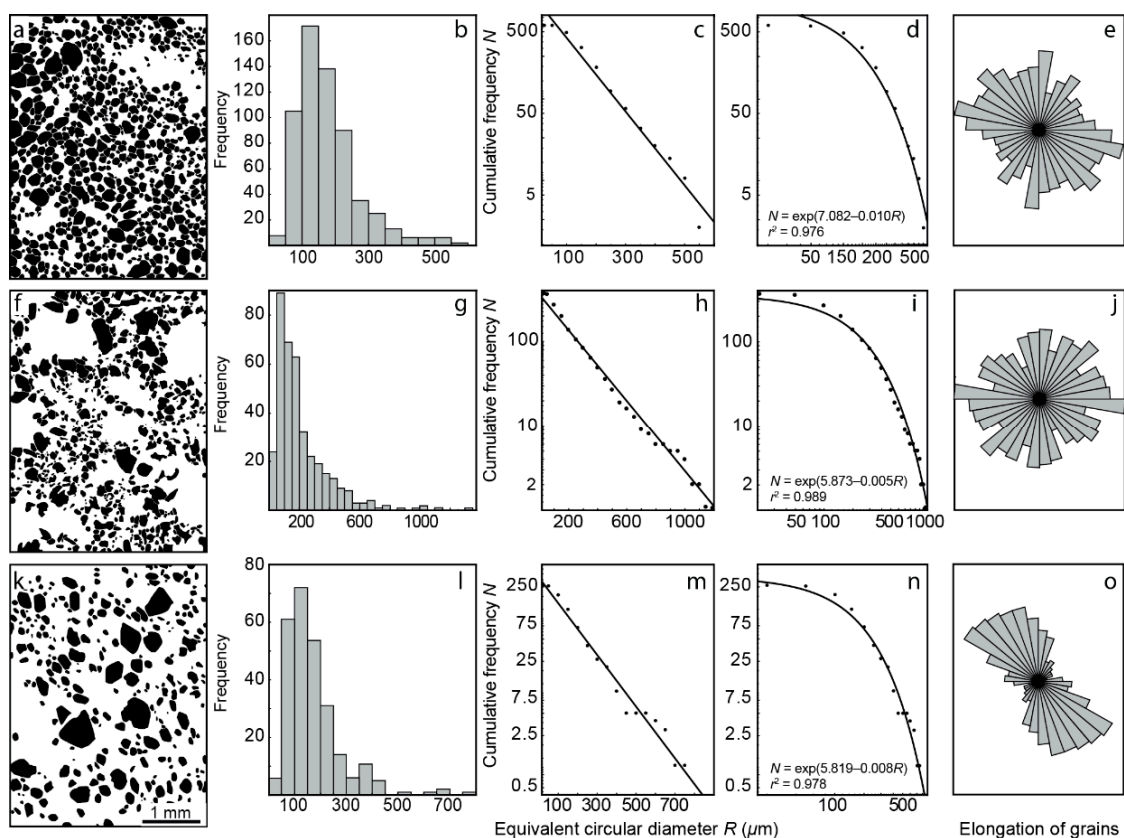 a
b
c
d
e
Frequency
160
140
120
100
80
60
40
20
100 300 500
Cumulative frequency N
500
50
5
100 300 500
500
50
5
N = exp(7.082–0.010R)
r² = 0.976
50 150 200 500
f
g
h
i
j
Frequency
80
60
40
20
200 600 1000
Cumulative frequency N
100
10
2
200 600 1000
100
10
2
N = exp(5.873–0.005R)
r² = 0.989
50 100 500 1000
k
l
m
n
o
1 mm
Frequency
80
60
40
20
100 300 500 700
Cumulative frequency N
250
75
25
7.5
2.5
0.5
100 300 500 700
250
75
25
7.5
2.5
0.5
N = exp(5.819–0.008R)
r² = 0.978
100 500
Equivalent circular diameter R (μm)
Elongation of grains